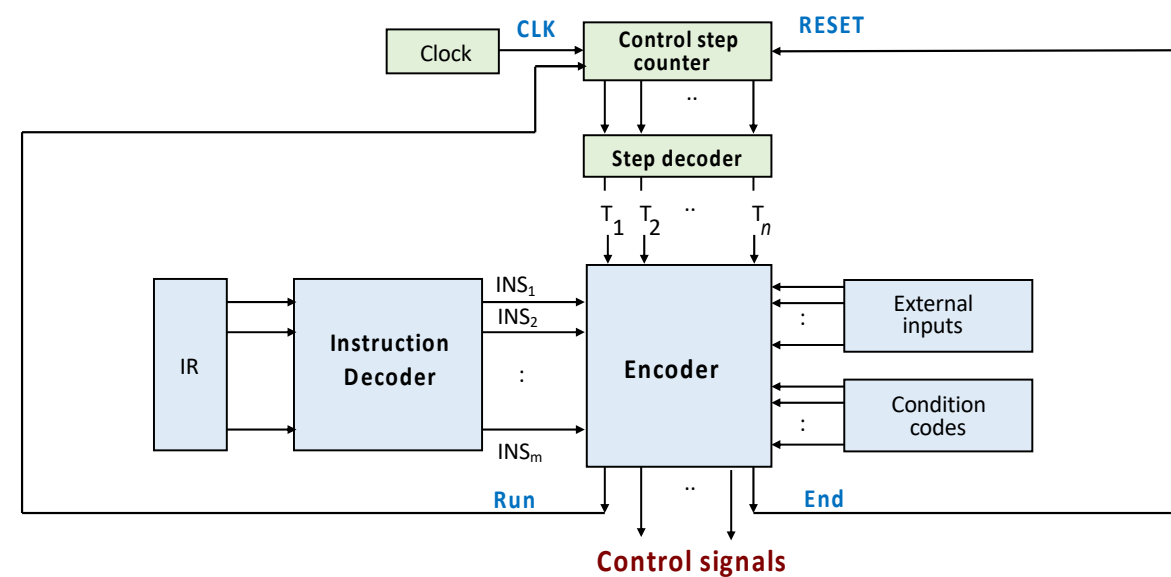 CLK
RESET
Clock
Control step
counter
..
Step decoder
T1 T2 .. Tn
IR
Instruction
Decoder
INS1
INS2
:
INSm
Encoder
External
inputs
:
Condition
codes
:
Run
..
End
Control signals